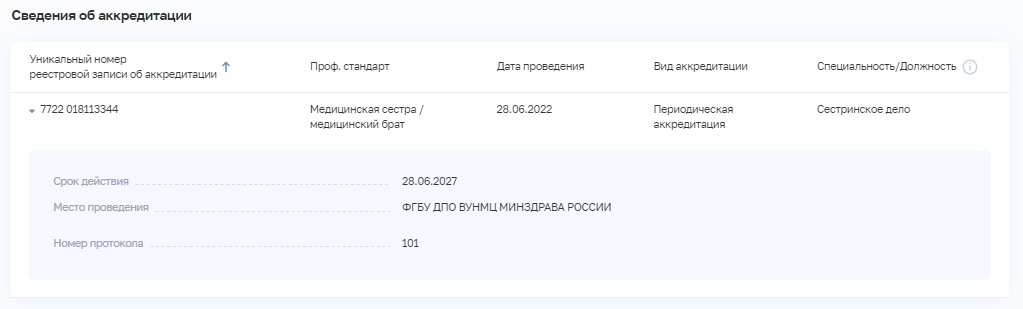 Сведения об аккредитации
Уникальный номер
реестровой записи об аккредитации
Проф. стандарт
Дата проведения
Вид аккредитации
Специальность/Должность
7722 018113344
Медицинская сестра /
медицинский брат
28.06.2022
Периодическая
аккредитация
Сестринское дело
Срок действия
28.06.2027
Место проведения
ФГБУ ДПО ВУНМЦ МИНЗДРАВА РОССИИ
Номер протокола
101